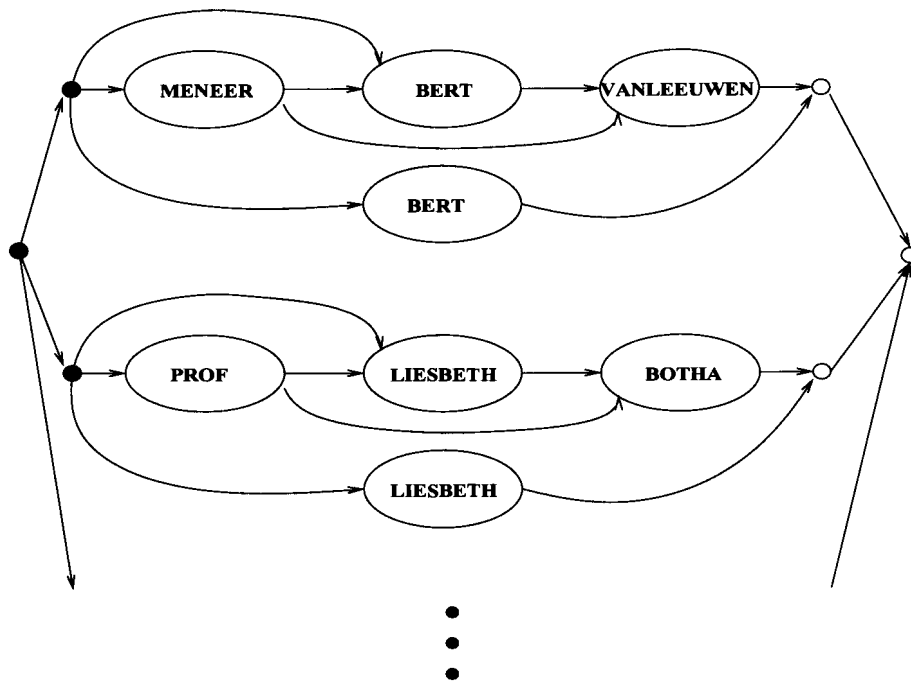 MENEER BERT VANLEEUWEN
BERT
PROF LIESBETH BOTHA
LIESBETH